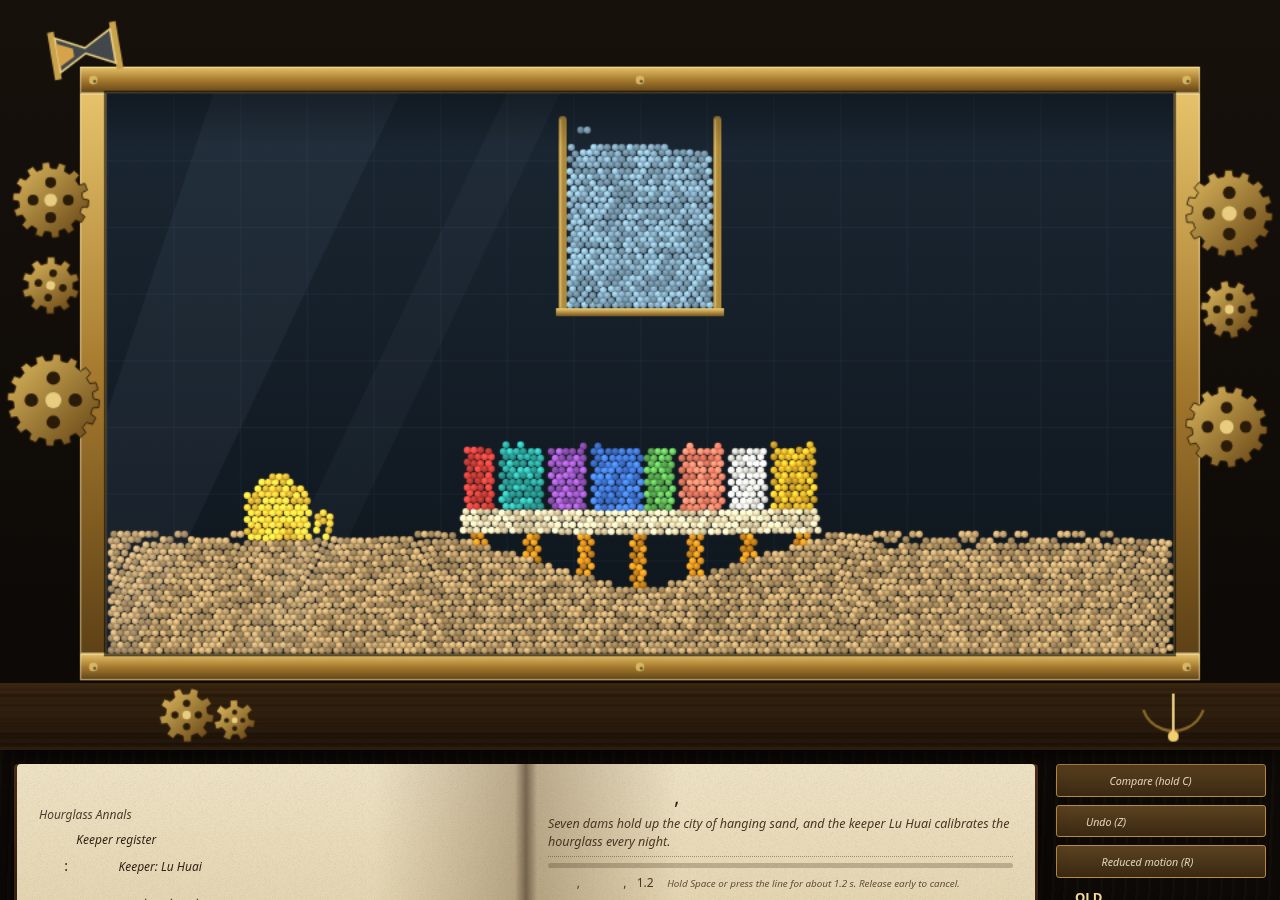 Hourglass Annals
Keeper register
: Keeper: Lu Huai
,
Seven dams hold up the city of hanging sand, and the keeper Lu Huai calibrates the
hourglass every night.
, , 1.2 Hold Space or press the line for about 1.2 s. Release early to cancel.
Compare (hold C)
Undo (Z)
Reduced motion (R)
OLD